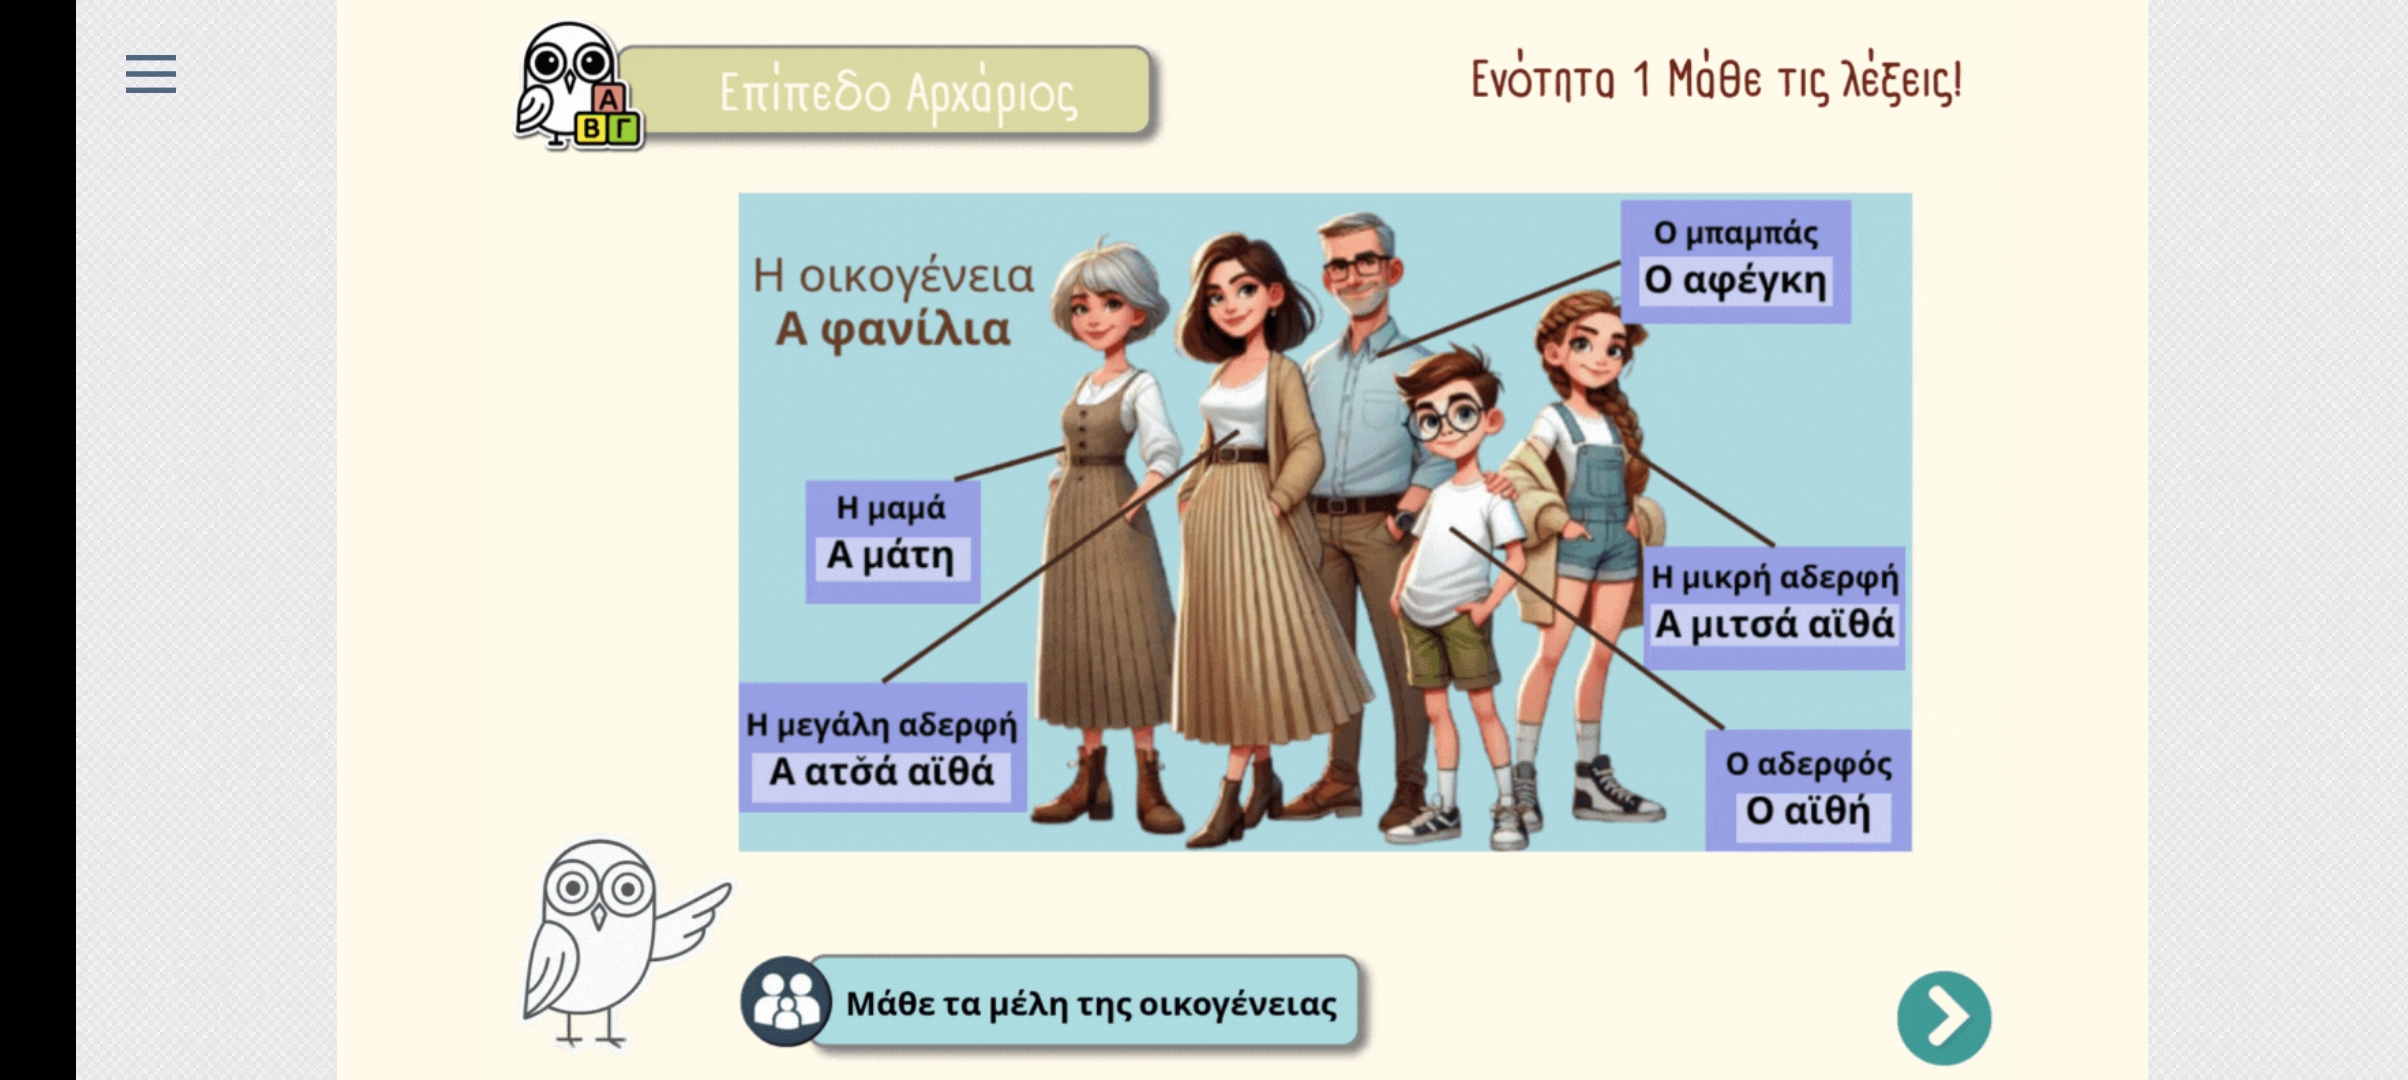 Α
Β Γ
Επίπεδο Αρχάριος
Ενότητα 1 Μάθε τις λέξεις!
Η οικογένεια
Α φανίλια
Ο μπαμπάς
Ο αφέγκη
Η μαμά
Α μάτη
Η μικρή αδερφή
Α μιτσά αϊθά
Η μεγάλη αδερφή
Α ατσ̌ά αϊθά
Ο αδερφός
Ο αϊθή
Μάθε τα μέλη της οικογένειας